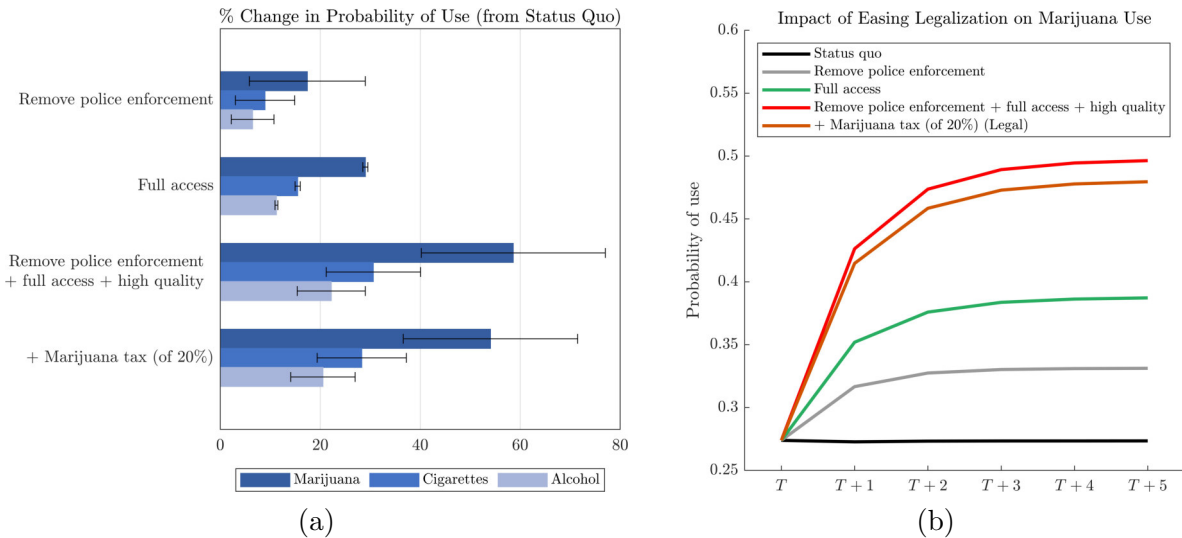 % Change in Probability of Use (from Status Quo)
Remove police enforcement
Full access
Remove police enforcement
+ full access + high quality
+ Marijuana tax (of 20%)
0 20 40 60 80
Marijuana Cigarettes Alcohol
(a)
Impact of Easing Legalization on Marijuana Use
Status quo
Remove police enforcement
Full access
Remove police enforcement + full access + high quality
+ Marijuana tax (of 20%) (Legal)
Probability of use
0.6
0.55
0.5
0.45
0.4
0.35
0.3
0.25
T T + 1 T + 2 T + 3 T + 4 T + 5
(b)